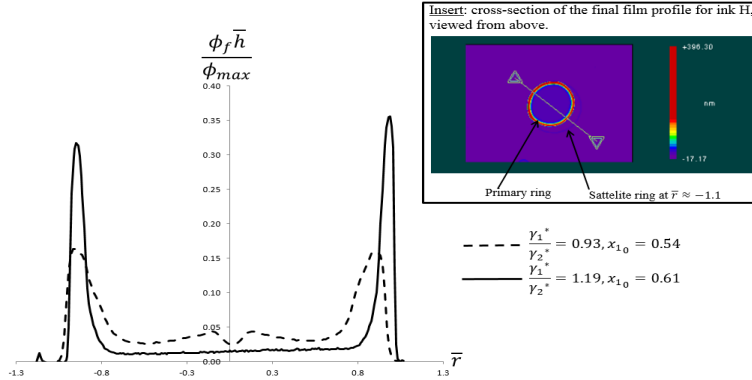 Insert: cross-section of the final film profile for ink H,
viewed from above.
+396.30
nm
-17.17
Primary ring
Sattelite ring at r̅ ≈ −1.1
ϕ_f h̅ / ϕ_max
0.40
0.35
0.30
0.25
0.20
0.15
0.10
0.05
0.00
-1.3
-0.8
-0.3
0.3
0.8
1.3
r̅
γ₁*/γ₂* = 0.93, x₁₀ = 0.54
γ₁*/γ₂* = 1.19, x₁₀ = 0.61